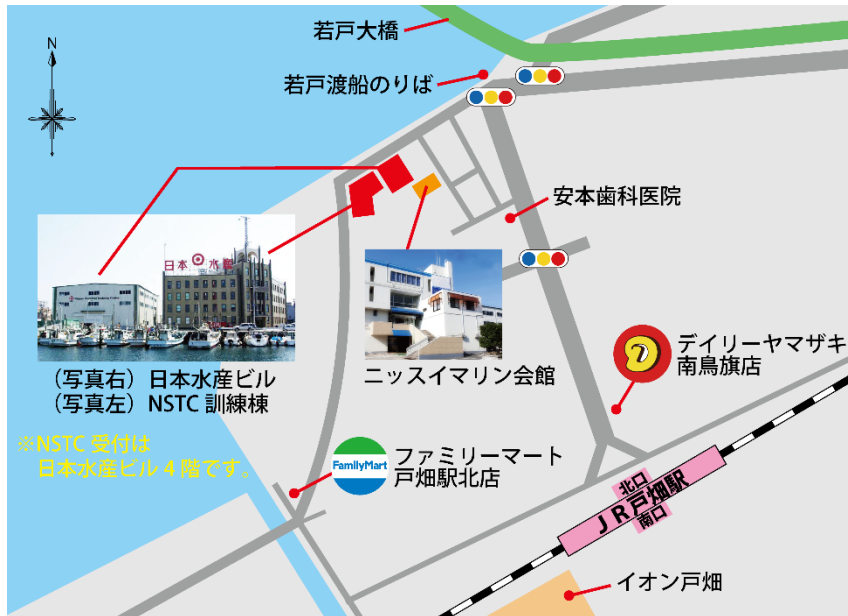 N
若戸大橋
若戸渡船のりば
安本歯科医院
日本 水産
デイリーヤマザキ
南鳥旗店
ニッスイマリン会館
(写真右)日本水産ビル
(写真左)NSTC 訓練棟
※NSTC 受付は
日本水産ビル 4 階です。
FamilyMart
ファミリーマート
戸畑駅北店
北口
JR戸畑駅
南口
イオン戸畑